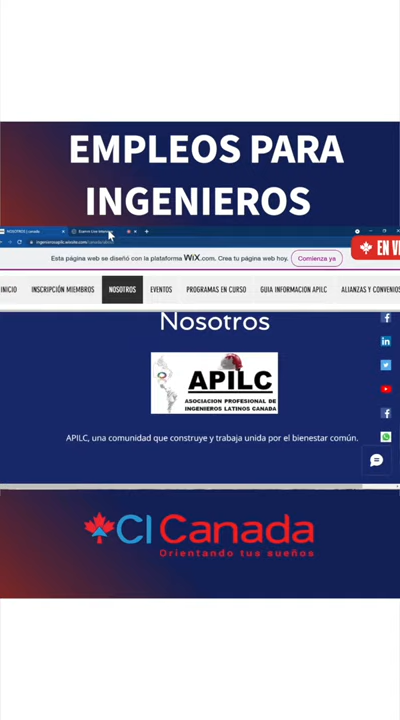 EMPLEOS PARA
INGENIEROS
NOSOTROS | canada
Esta página web se diseñó con la plataforma WiX.com. Crea tu página web hoy. Comienza ya
EN V
INICIO INSCRIPCIÓN MIEMBROS NOSOTROS EVENTOS PROGRAMAS EN CURSO GUIA INFORMACION APILC ALIANZAS Y CONVENIOS
Nosotros
APILC
ASOCIACION PROFESIONAL DE
INGENIEROS LATINOS CANADA
APILC, una comunidad que construye y trabaja unida por el bienestar común.
CI Canada
Orientando tus sueños